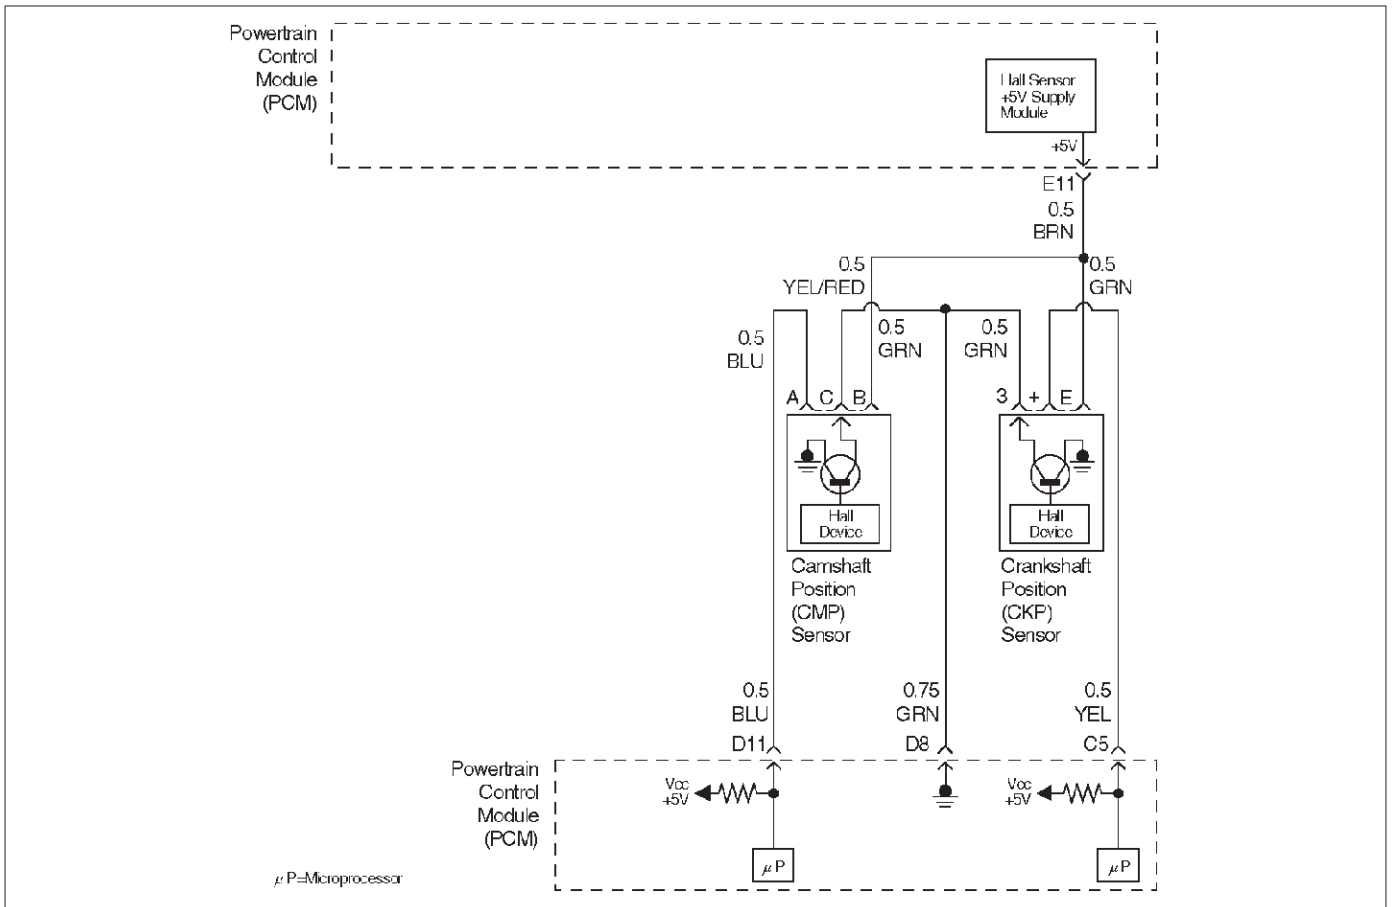 Powertrain
Control
Module
(PCM)
Hall Sensor
+5V Supply
Module
+5V
E11
0.5
BRN
0.5
YEL/RED
0.5
GRN
0.5
BLU
0.5
GRN
0.5
GRN
A C B
3 + E
Hall
Device
Hall
Device
Camshaft
Position
(CMP)
Sensor
Crankshaft
Position
(CKP)
Sensor
0.5
BLU
D11
0.75
GRN
D8
0.5
YEL
C5
Powertrain
Control
Module
(PCM)
Vcc
+5V
Vcc
+5V
μ P
μ P
μ P=Microprocessor